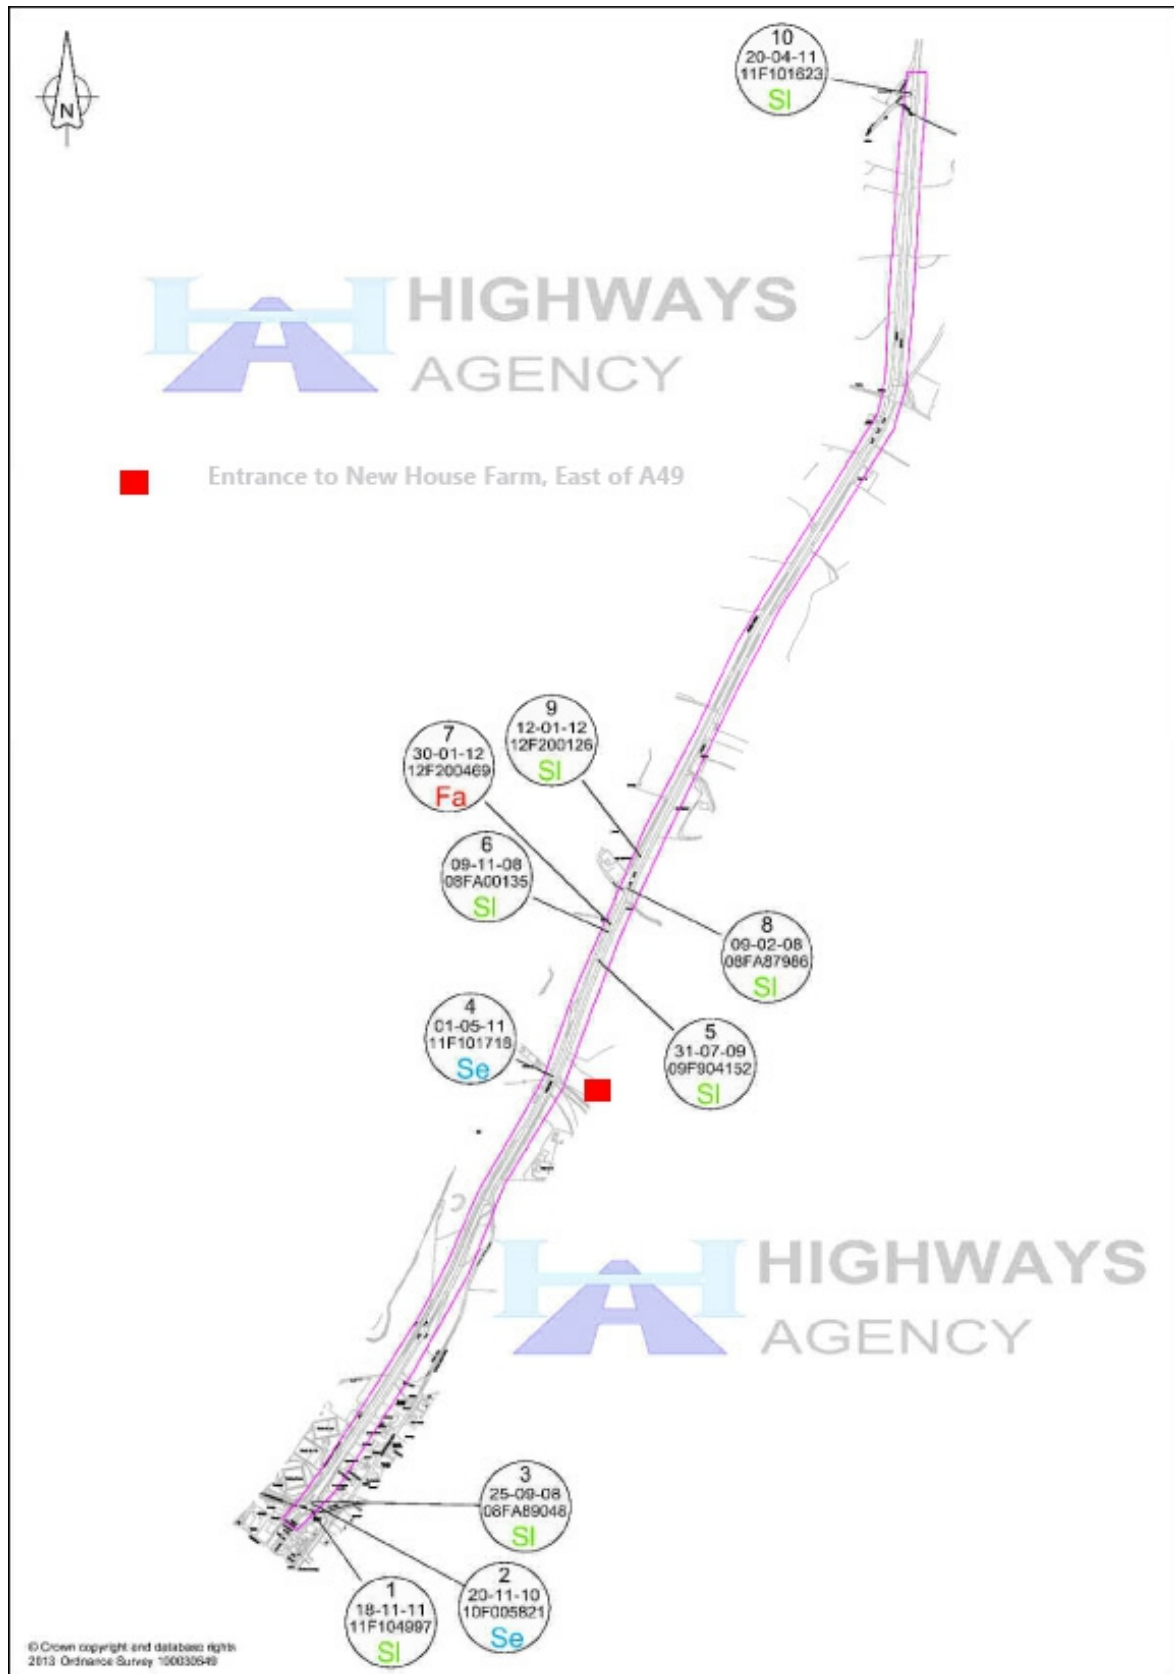 10
20-04-11
11F101623
Sl
N
HIGHWAYS
AGENCY
Entrance to New House Farm, East of A49
9
12-01-12
12F200126
Sl
7
30-01-12
12F200469
Fa
6
09-11-08
08FA00135
Sl
8
09-02-08
08FA87986
Sl
4
01-05-11
11F101718
Se
5
31-07-09
09F904152
Sl
HIGHWAYS
AGENCY
3
25-09-08
08FA89048
Sl
2
20-11-10
10F005821
Se
1
18-11-11
11F104997
Sl
© Crown copyright and database rights
2013 Ordnance Survey 100030649